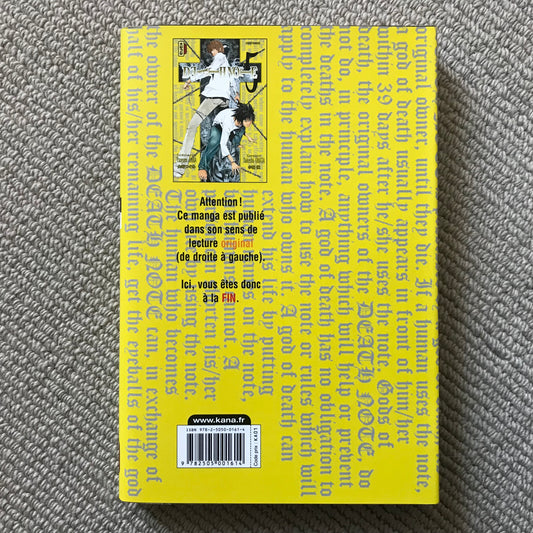 5
Attention !
Ce manga est publié
dans son sens de
lecture original
(de droite à gauche).
Ici, vous êtes donc
à la FIN.
www.kana.fr
ISBN 978-2-5050-0161-4
9 782505 001614
Code prix : KA01
original owner, until they die. If a human uses the note,
a god of death usually appears in front of him/her
within 39 days after he/she uses the note. Gods of
death, the original owners of the DEATH NOTE, do
not do, in principle, anything which will help or prevent
the deaths in the note. A god of death has no obligation to
completely explain how to use the note or rules which will
apply to the human who owns it. A god of death can
extend his life by putting
on the note,
A
his/her
using the note.
The human who becomes
the owner of the DEATH NOTE can, in exchange of
half of his/her remaining life, get the eyeballs of the god